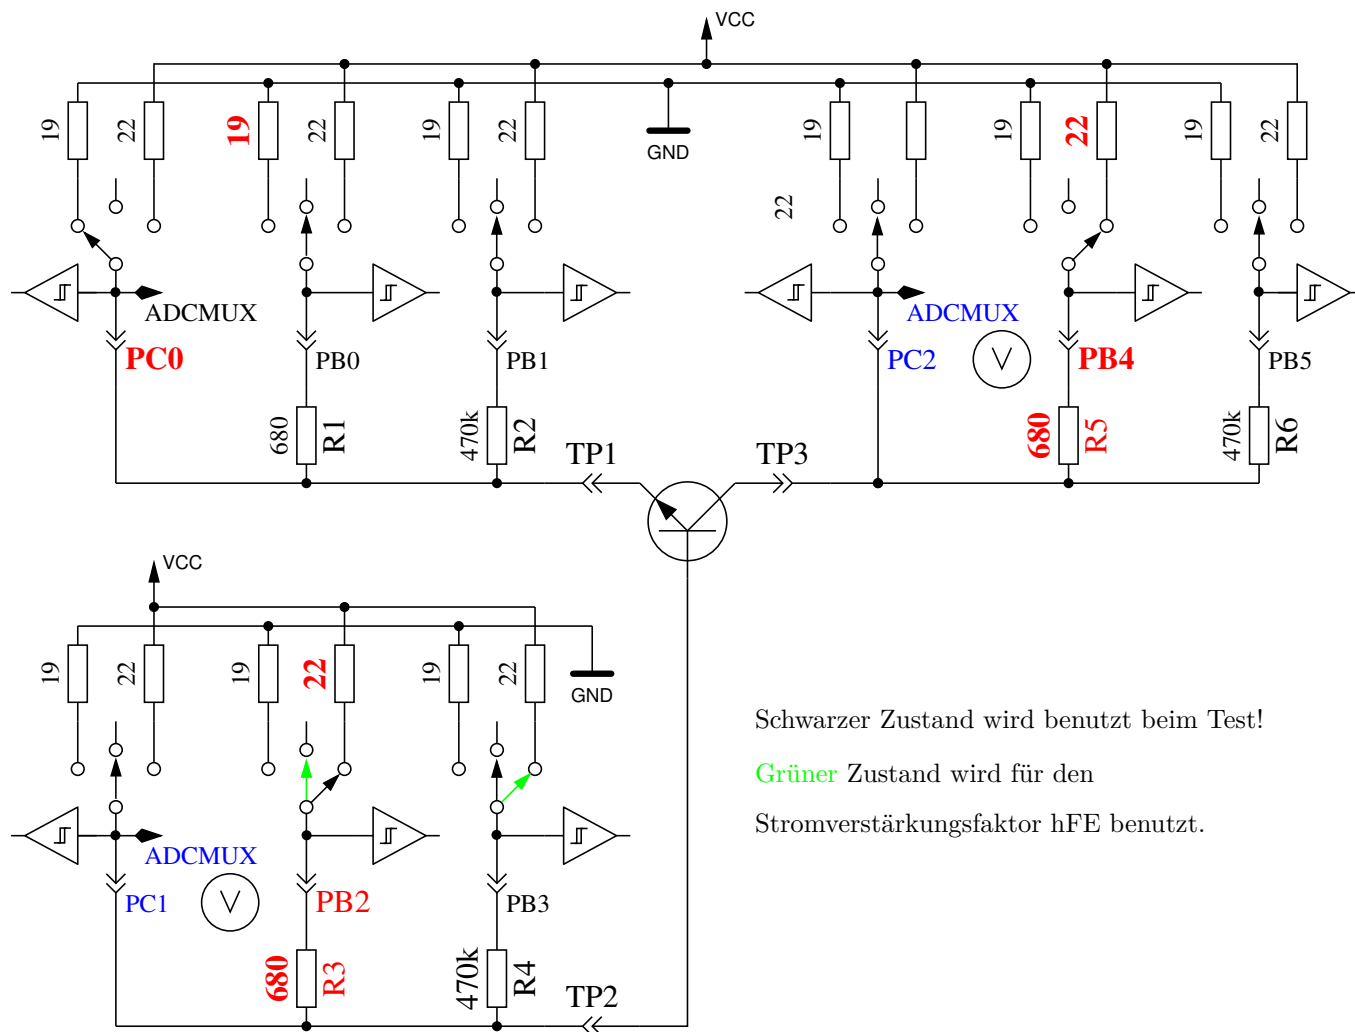 VCC
19
22
19
22
19
22
GND
19
22
19
22
19
22
22
ADCMUX
ADCMUX
PC0
PB0
PB1
PC2
V
PB4
PB5
680
R1
470k
R2
680
R5
470k
R6
TP1
TP3
VCC
19
22
19
22
19
22
GND
Schwarzer Zustand wird benutzt beim Test!
Grüner Zustand wird für den
Stromverstärkungsfaktor hFE benutzt.
ADCMUX
PC1
V
PB2
PB3
680
R3
470k
R4
TP2